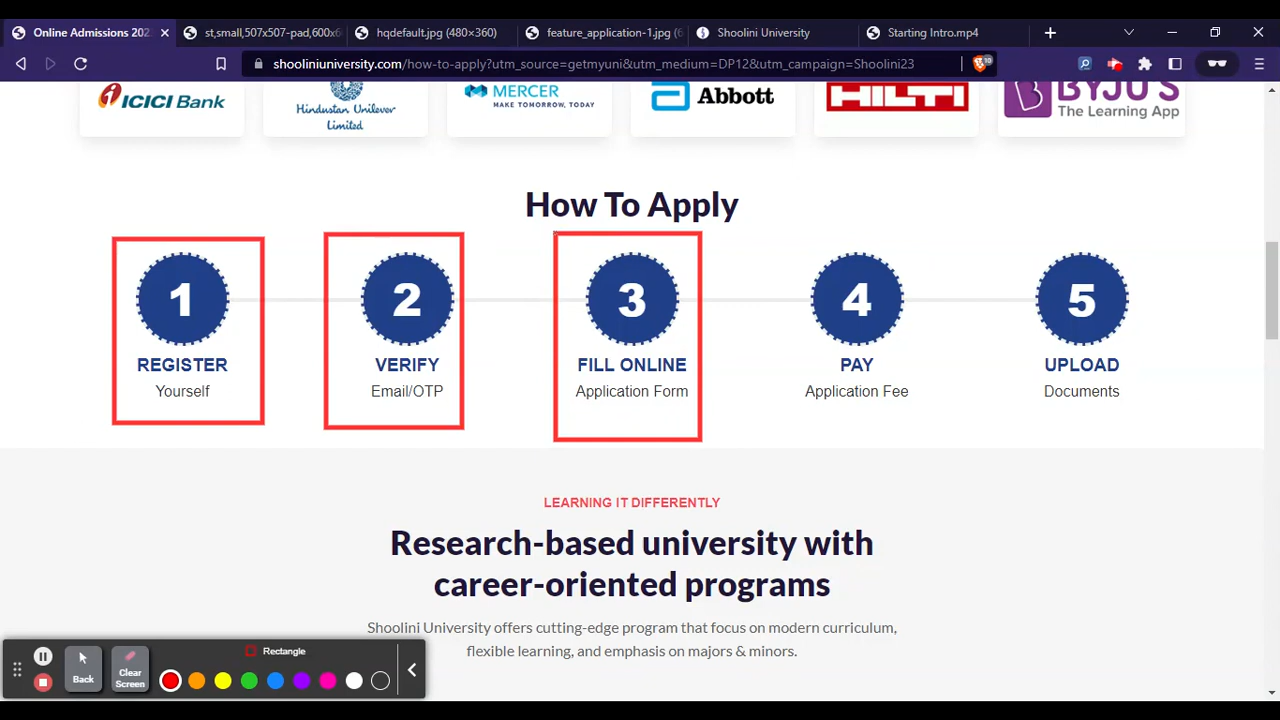 Online Admissions 202
st,small,507x507-pad,600x6
hqdefault.jpg (480×360)
feature_application-1.jpg (6
Shoolini University
Starting Intro.mp4
shooliniuniversity.com/how-to-apply?utm_source=getmyuni&utm_medium=DP12&utm_campaign=Shoolini23
10
ICICI Bank
Hindustan Unilever
Limited
MERCER
MAKE TOMORROW, TODAY
Abbott
HILTI
B BYJU'S
The Learning App
How To Apply
1
REGISTER
Yourself
2
VERIFY
Email/OTP
3
FILL ONLINE
Application Form
4
PAY
Application Fee
5
UPLOAD
Documents
LEARNING IT DIFFERENTLY
Research-based university with
career-oriented programs
Shoolini University offers cutting-edge program that focus on modern curriculum,
flexible learning, and emphasis on majors & minors.
Back
Clear
Screen
Rectangle